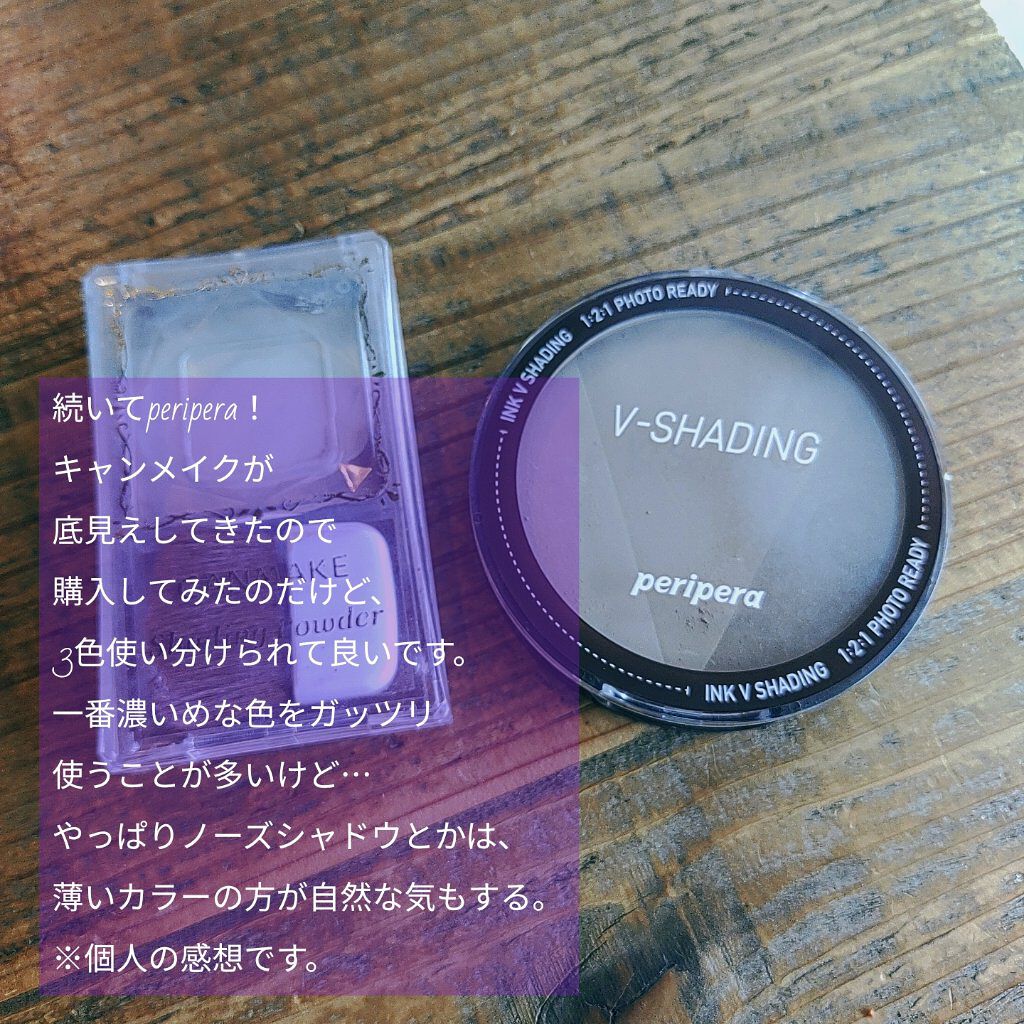 続いてperipera！
キャンメイクが
底見えしてきたので
購入してみたのだけど、
3色使い分けられて良いです。
一番濃いめな色をガッツリ
使うことが多いけど…
やっぱりノーズシャドウとかは、
薄いカラーの方が自然な気もする。
※個人の感想です。
NMAKE
Powder
INK V SHADING 1:2:1 PHOTO READY
V-SHADING
peripera
INK V SHADING 1:2:1 PHOTO READY